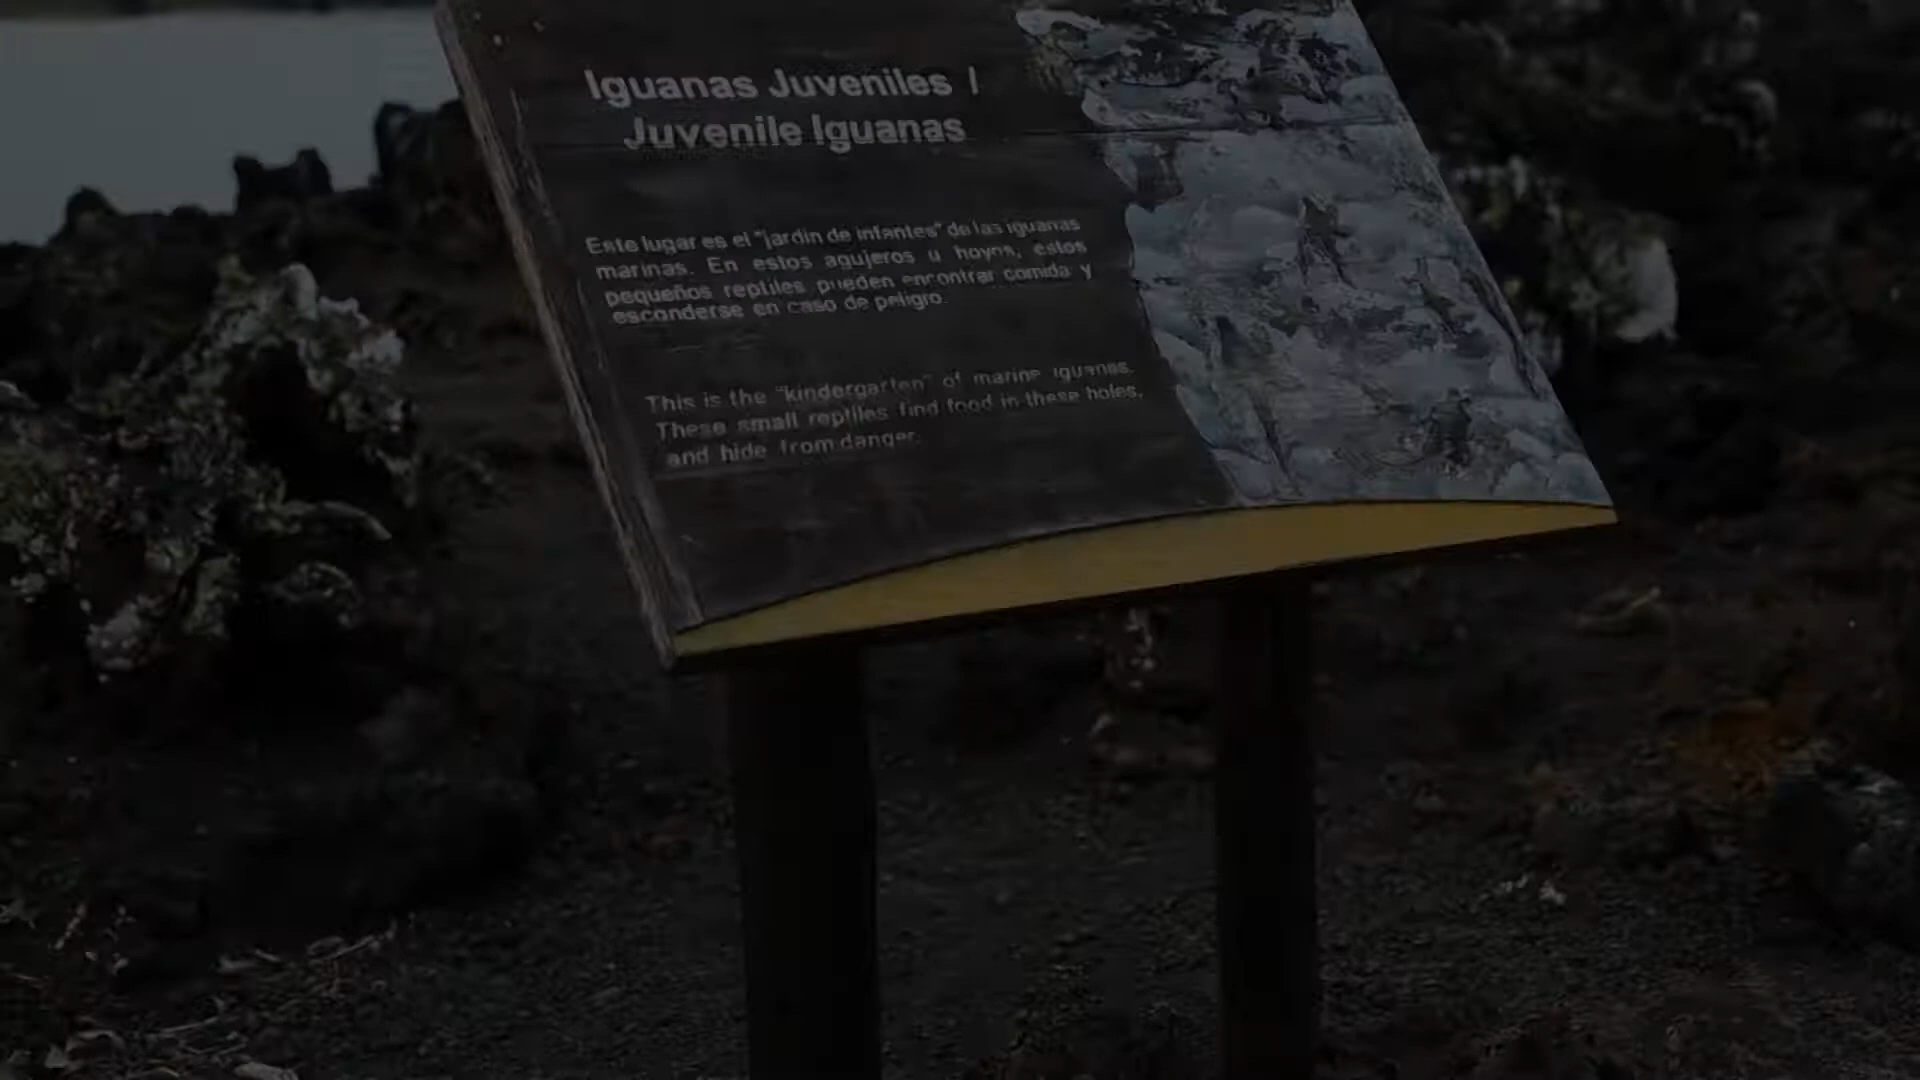 Iguanas Juveniles |
Juvenile Iguanas
Este lugar es el "jardín de infantes" de las iguanas
marinas. En estos agujeros u hoyos, estos
pequeños reptiles pueden encontrar comida y
esconderse en caso de peligro.
This is the "kindergarten" of marine iguanas.
These small reptiles find food in these holes,
and hide from danger.